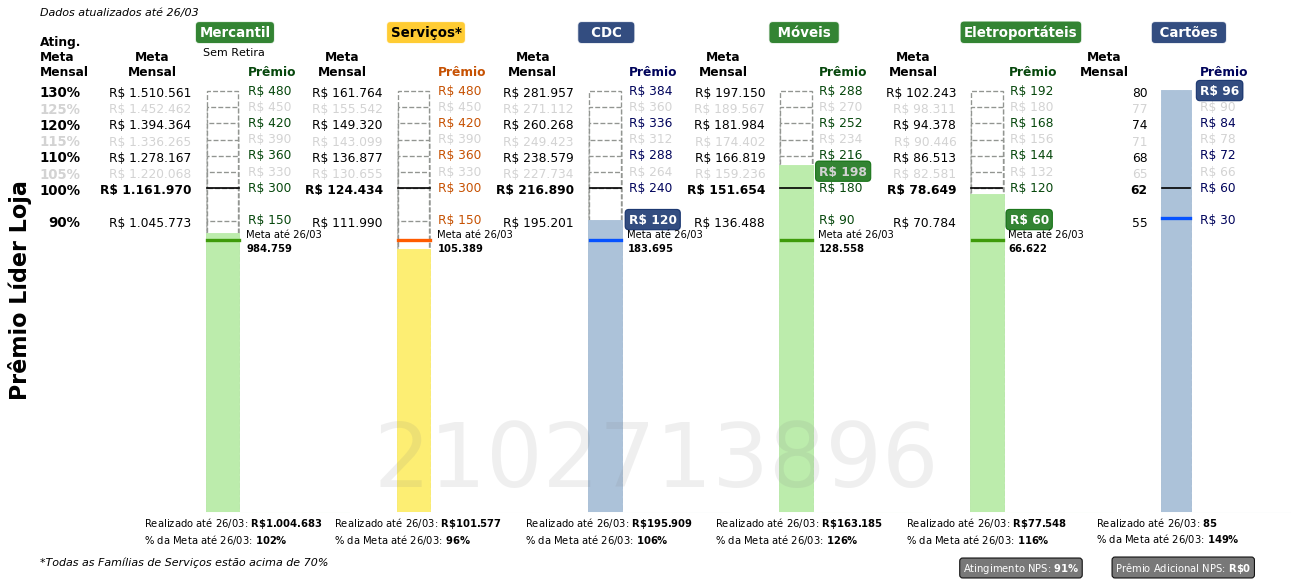 Dados atualizados até 26/03
Mercantil Serviços* CDC Móveis Eletroportáteis Cartões
Sem Retira
Ating. Meta Mensal
Meta Mensal Prêmio Meta Mensal Prêmio Meta Mensal Prêmio Meta Mensal Prêmio Meta Mensal Prêmio Meta Mensal Prêmio
130% R$ 1.510.561 R$ 480 R$ 161.764 R$ 480 R$ 281.957 R$ 384 R$ 197.150 R$ 288 R$ 102.243 R$ 192 80 R$ 96
125% R$ 1.452.462 R$ 450 R$ 155.542 R$ 450 R$ 271.112 R$ 360 R$ 189.567 R$ 270 R$ 98.311 R$ 180 77 R$ 90
120% R$ 1.394.364 R$ 420 R$ 149.320 R$ 420 R$ 260.268 R$ 336 R$ 181.984 R$ 252 R$ 94.378 R$ 168 74 R$ 84
115% R$ 1.336.265 R$ 390 R$ 143.099 R$ 390 R$ 249.423 R$ 312 R$ 174.402 R$ 234 R$ 90.446 R$ 156 71 R$ 78
110% R$ 1.278.167 R$ 360 R$ 136.877 R$ 360 R$ 238.579 R$ 288 R$ 166.819 R$ 216 R$ 86.513 R$ 144 68 R$ 72
105% R$ 1.220.068 R$ 330 R$ 130.655 R$ 330 R$ 227.734 R$ 264 R$ 159.236 R$ 198 R$ 82.581 R$ 132 65 R$ 66
100% R$ 1.161.970 R$ 300 R$ 124.434 R$ 300 R$ 216.890 R$ 240 R$ 151.654 R$ 180 R$ 78.649 R$ 120 62 R$ 60
90% R$ 1.045.773 R$ 150 R$ 111.990 R$ 150 R$ 195.201 R$ 120 R$ 136.488 R$ 90 R$ 70.784 R$ 60 55 R$ 30
Meta até 26/03 Meta até 26/03 Meta até 26/03 Meta até 26/03 Meta até 26/03
984.759 105.389 183.695 128.558 66.622
Prêmio Líder Loja
2102713896
Realizado até 26/03: R$1.004.683 Realizado até 26/03: R$101.577 Realizado até 26/03: R$195.909 Realizado até 26/03: R$163.185 Realizado até 26/03: R$77.548 Realizado até 26/03: 85
% da Meta até 26/03: 102% % da Meta até 26/03: 96% % da Meta até 26/03: 106% % da Meta até 26/03: 126% % da Meta até 26/03: 116% % da Meta até 26/03: 149%
*Todas as Famílias de Serviços estão acima de 70%
Atingimento NPS: 91% Prêmio Adicional NPS: R$0